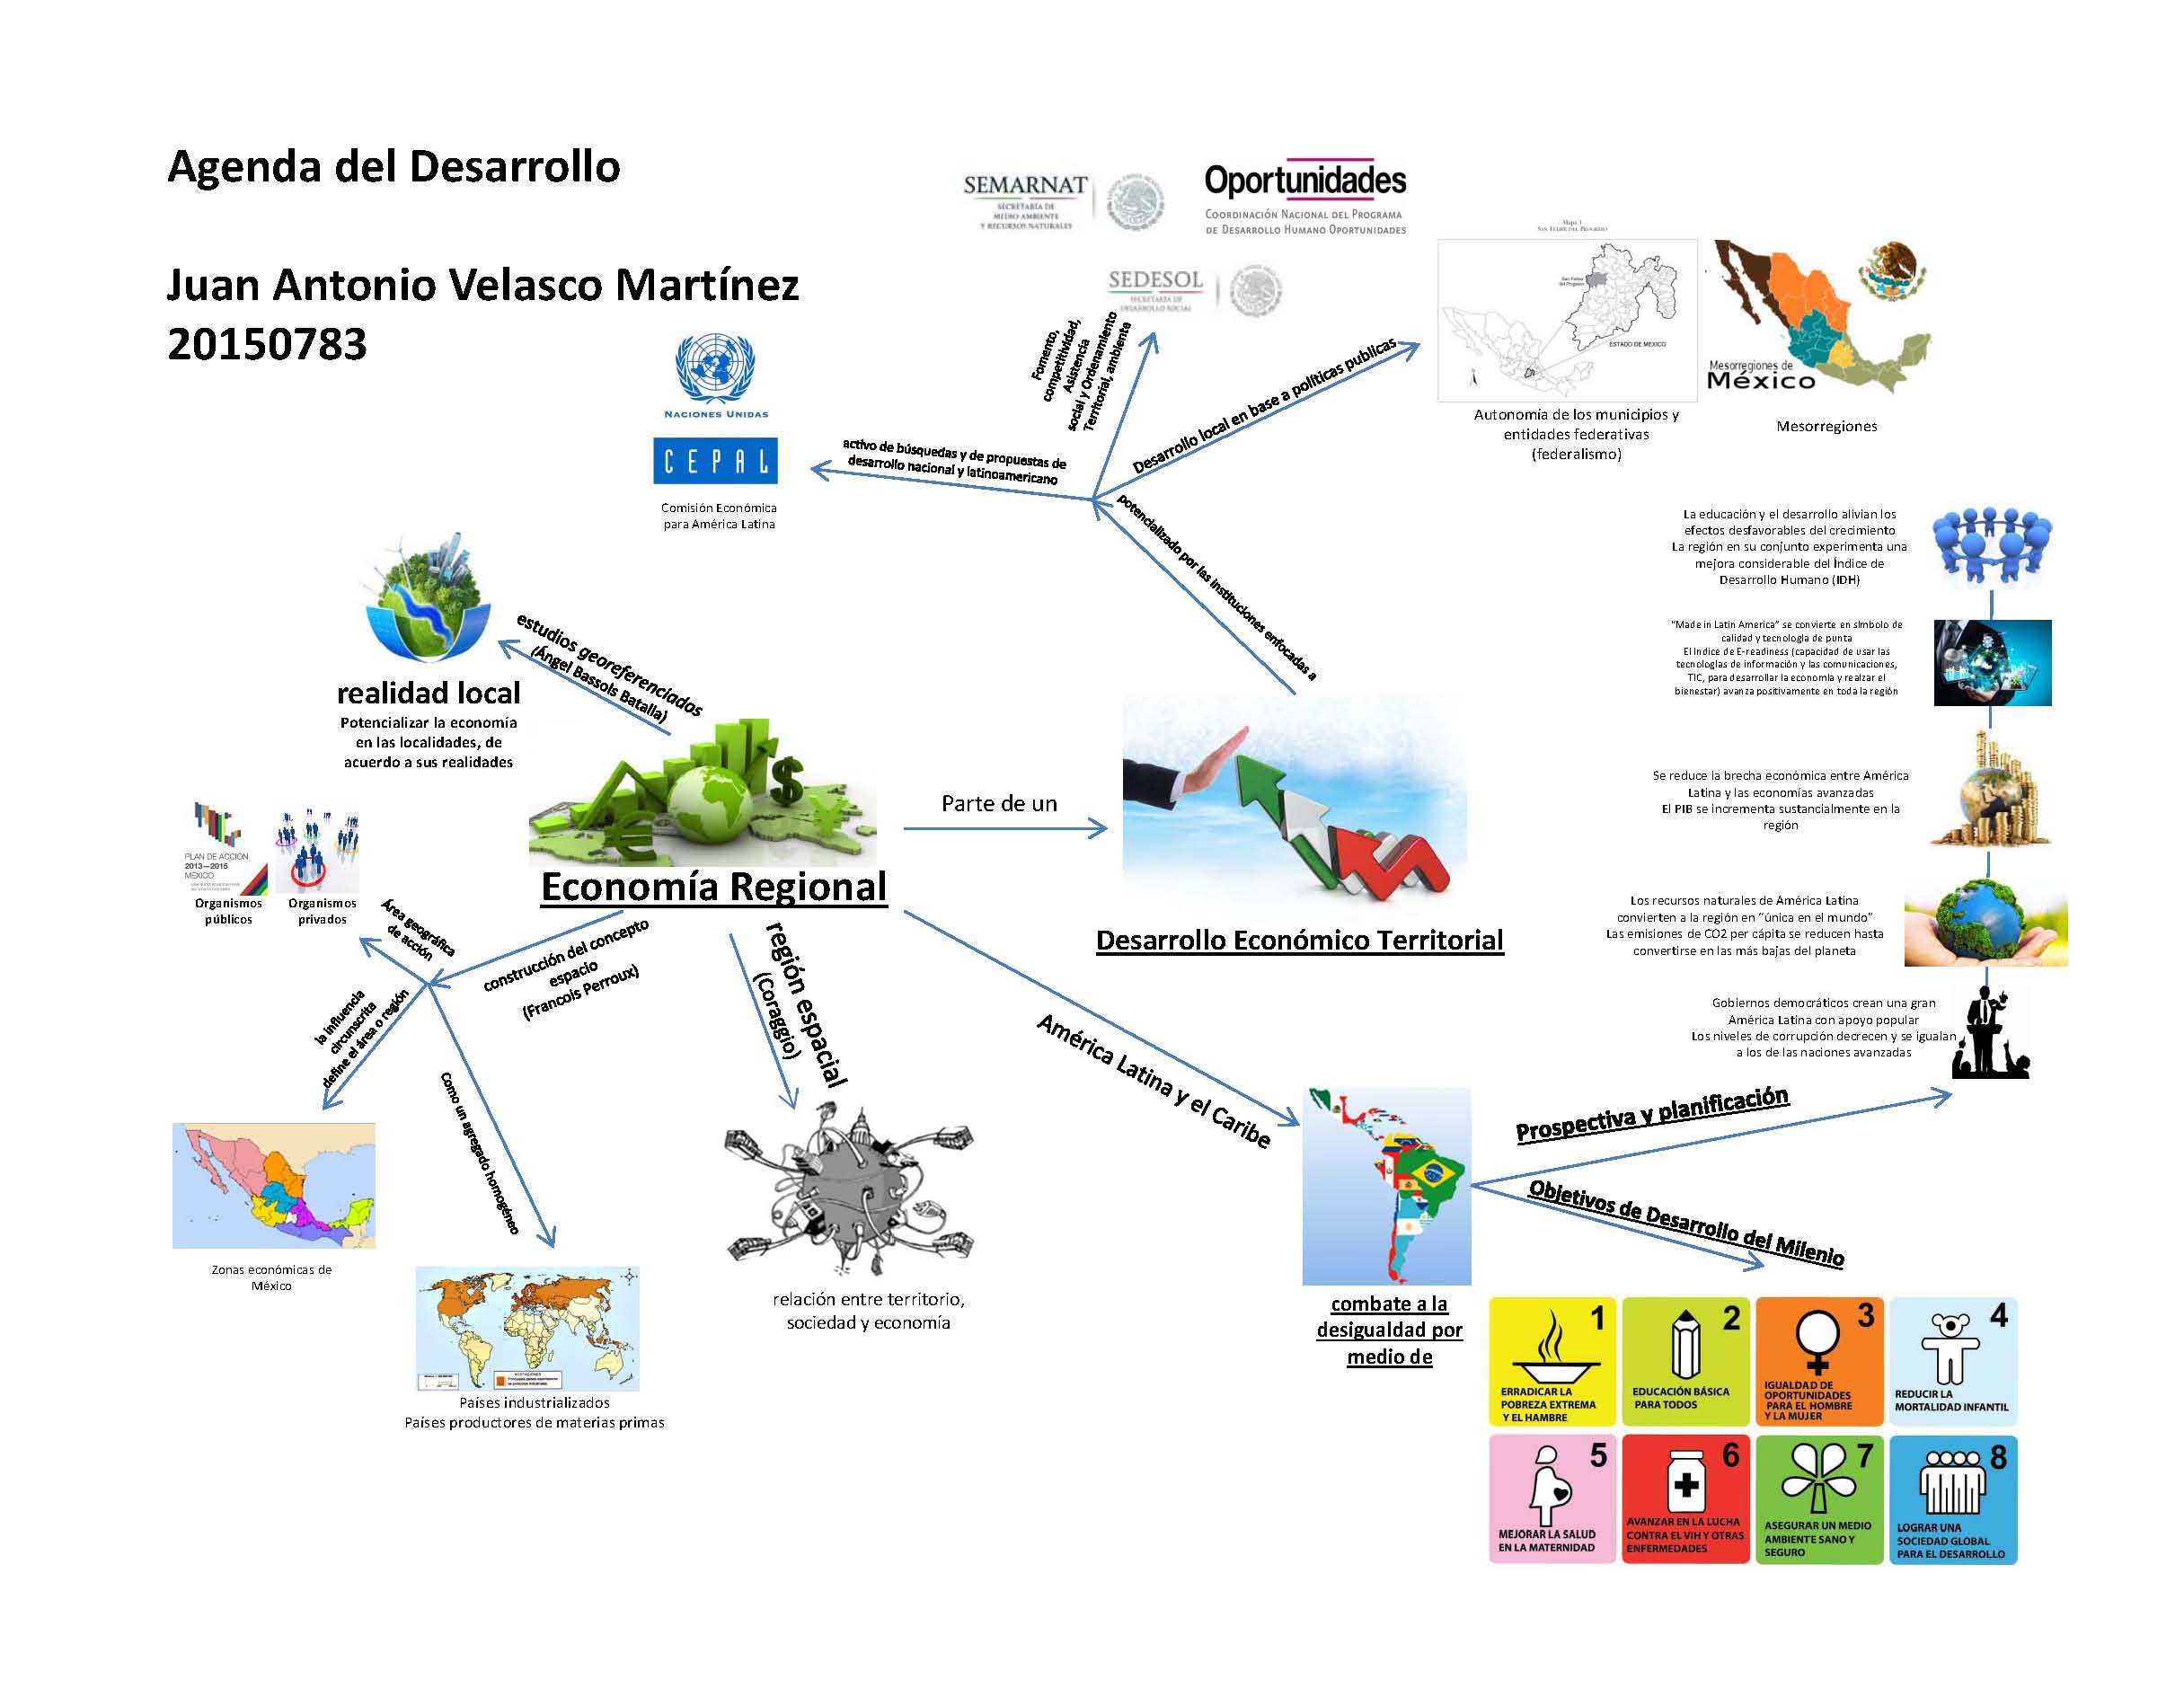 Agenda del Desarrollo
Juan Antonio Velasco Martínez
20150783
SEMARNAT
SECRETARÍA DE
MEDIO AMBIENTE
Y RECURSOS NATURALES
Oportunidades
COORDINACIÓN NACIONAL DEL PROGRAMA
DE DESARROLLO HUMANO OPORTUNIDADES
SEDESOL
SECRETARÍA DE
DESARROLLO SOCIAL
Fomento,
competitividad,
Asistencia
social y Ordenamiento
Territorial, ambiente
Desarrollo local en base a políticas publicas
Mapa 1
SAN FELIPE DEL PROGRESO
San Felipe
del Progreso
ESTADO DE MEXICO
Autonomía de los municipios y
entidades federativas
(federalismo)
Mesorregiones de
México
Mesorregiones
NACIONES UNIDAS
CEPAL
Comisión Económica
para América Latina
activo de búsquedas y de propuestas de
desarrollo nacional y latinoamericano
potencializado por las instituciones enfocadas a
La educación y el desarrollo alivian los
efectos desfavorables del crecimiento
La región en su conjunto experimenta una
mejora considerable del Índice de
Desarrollo Humano (IDH)
"Made in Latin America" se convierte en símbolo de
calidad y tecnología de punta
El Indice de E-readiness (capacidad de usar las
tecnologías de información y las comunicaciones,
TIC, para desarrollar la economía y realzar el
bienestar) avanza positivamente en toda la región
Se reduce la brecha económica entre América
Latina y las economías avanzadas
El PIB se incrementa sustancialmente en la
región
Los recursos naturales de América Latina
convierten a la región en "única en el mundo"
Las emisiones de CO2 per cápita se reducen hasta
convertirse en las más bajas del planeta
Gobiernos democráticos crean una gran
América Latina con apoyo popular
Los niveles de corrupción decrecen y se igualan
a los de las naciones avanzadas
estudios georeferenciados
(Ángel Bassols Batalla)
realidad local
Potencializar la economía
en las localidades, de
acuerdo a sus realidades
Parte de un
Economía Regional
Desarrollo Económico Territorial
PLAN DE ACCIÓN
2013—2015
MÉXICO
Organismos
públicos
Organismos
privados
Área geográfica
de acción
construcción del concepto
espacio
(Francois Perroux)
la influencia
circunscrita
define el área o región
Como un agregado homogéneo
región espacial
(Coraggio)
América Latina y el Caribe
Zonas económicas de
México
Países industrializados
Países productores de materias primas
relación entre territorio,
sociedad y economía
combate a la
desigualdad por
medio de
Prospectiva y planificación
Objetivos de Desarrollo del Milenio
1
ERRADICAR LA
POBREZA EXTREMA
Y EL HAMBRE
2
EDUCACIÓN BÁSICA
PARA TODOS
3
IGUALDAD DE
OPORTUNIDADES
PARA EL HOMBRE
Y LA MUJER
4
REDUCIR LA
MORTALIDAD INFANTIL
5
MEJORAR LA SALUD
EN LA MATERNIDAD
6
AVANZAR EN LA LUCHA
CONTRA EL VIH Y OTRAS
ENFERMEDADES
7
ASEGURAR UN MEDIO
AMBIENTE SANO Y
SEGURO
8
LOGRAR UNA
SOCIEDAD GLOBAL
PARA EL DESARROLLO